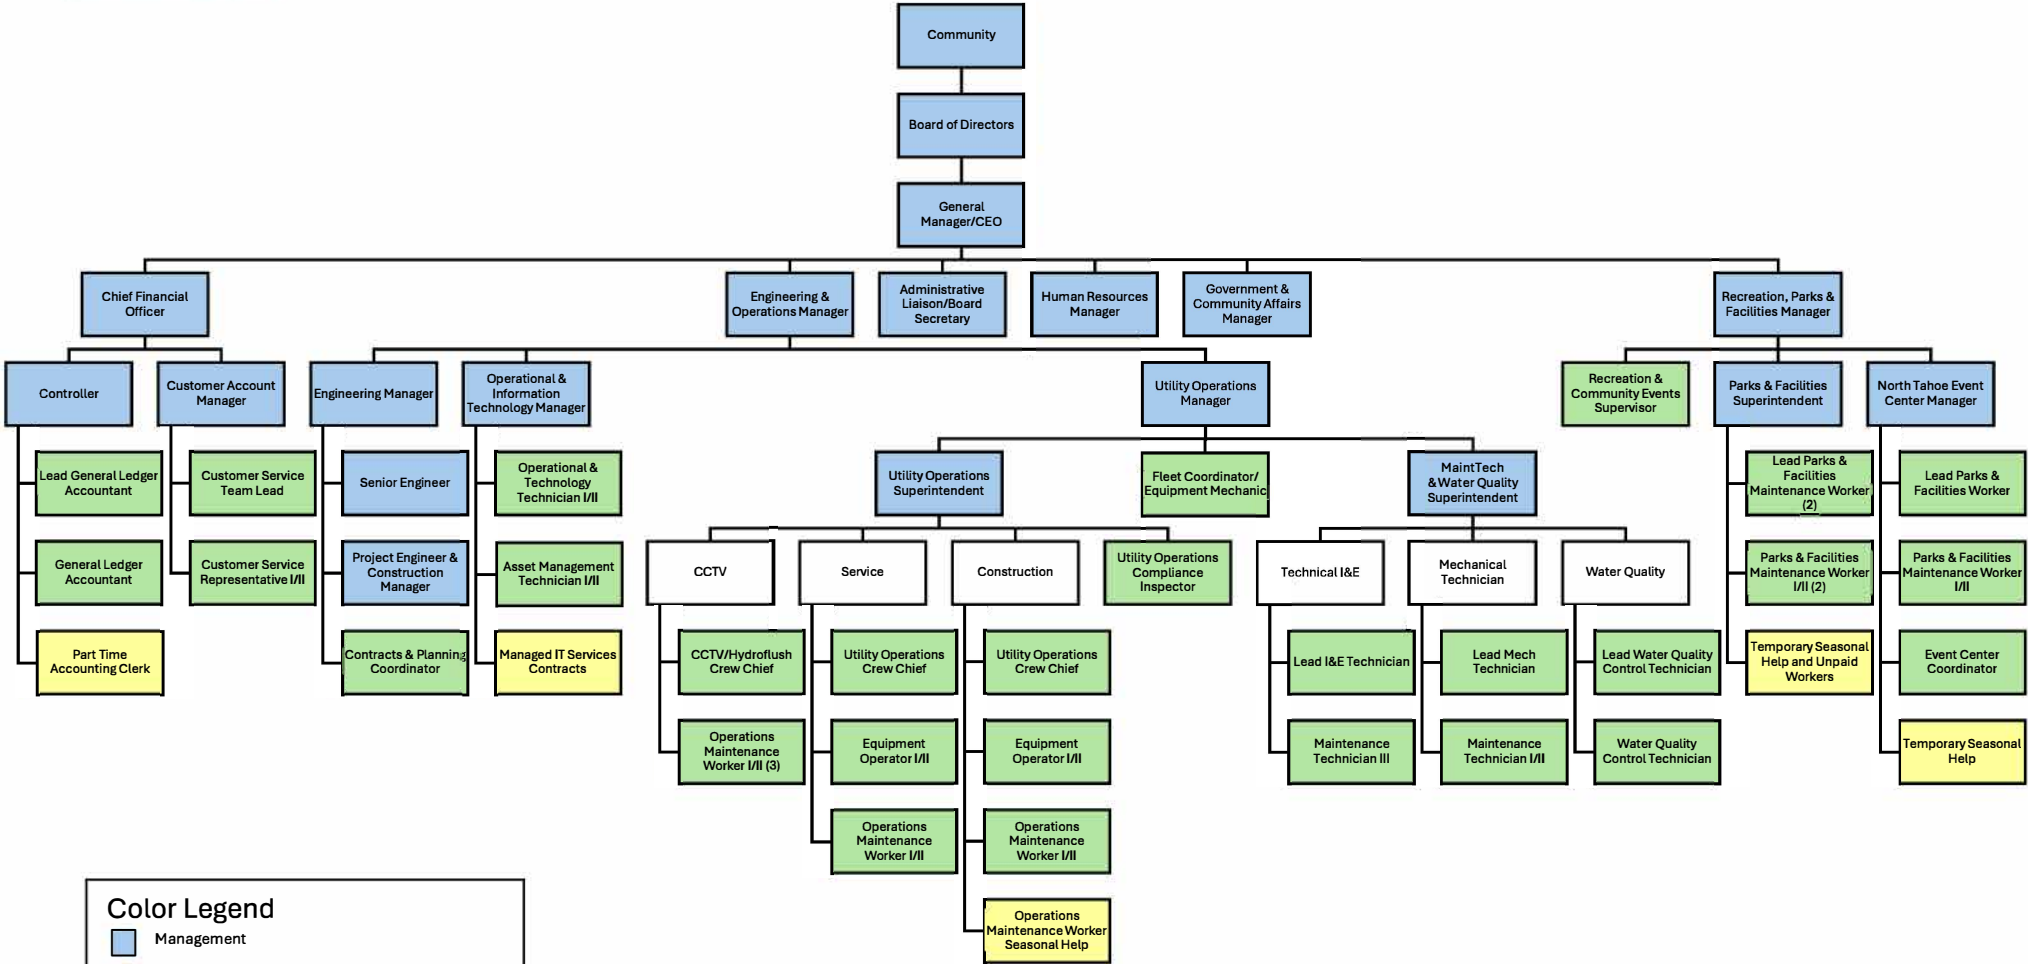 Community
Board of Directors
General
Manager/CEO
Chief Financial
Officer
Engineering &
Operations Manager
Administrative
Liaison/Board
Secretary
Human Resources
Manager
Government &
Community Affairs
Manager
Recreation, Parks &
Facilities Manager
Controller
Customer Account
Manager
Engineering Manager
Operational &
Information
Technology Manager
Utility Operations
Manager
Recreation &
Community Events
Supervisor
Parks & Facilities
Superintendent
North Tahoe Event
Center Manager
Lead General Ledger
Accountant
Customer Service
Team Lead
Senior Engineer
Operational &
Technology
Technician I/II
Utility Operations
Superintendent
Fleet Coordinator/
Equipment Mechanic
MaintTech
& Water Quality
Superintendent
Lead Parks &
Facilities
Maintenance Worker
(2)
Lead Parks &
Facilities Worker
General Ledger
Accountant
Customer Service
Representative I/II
Project Engineer &
Construction
Manager
Asset Management
Technician I/II
CCTV
Service
Construction
Utility Operations
Compliance
Inspector
Technical I&E
Mechanical
Technician
Water Quality
Parks & Facilities
Maintenance Worker
I/II (2)
Parks & Facilities
Maintenance Worker
I/II
Part Time
Accounting Clerk
Contracts & Planning
Coordinator
Managed IT Services
Contracts
CCTV/Hydroflush
Crew Chief
Utility Operations
Crew Chief
Utility Operations
Crew Chief
Lead I&E Technician
Lead Mech
Technician
Lead Water Quality
Control Technician
Temporary Seasonal
Help and Unpaid
Workers
Event Center
Coordinator
Operations
Maintenance
Worker I/II (3)
Equipment
Operator I/II
Equipment
Operator I/II
Maintenance
Technician III
Maintenance
Technician I/II
Water Quality
Control Technician
Temporary Seasonal
Help
Operations
Maintenance
Worker I/II
Operations
Maintenance
Worker I/II
Operations
Maintenance Worker
Seasonal Help
Color Legend
Management